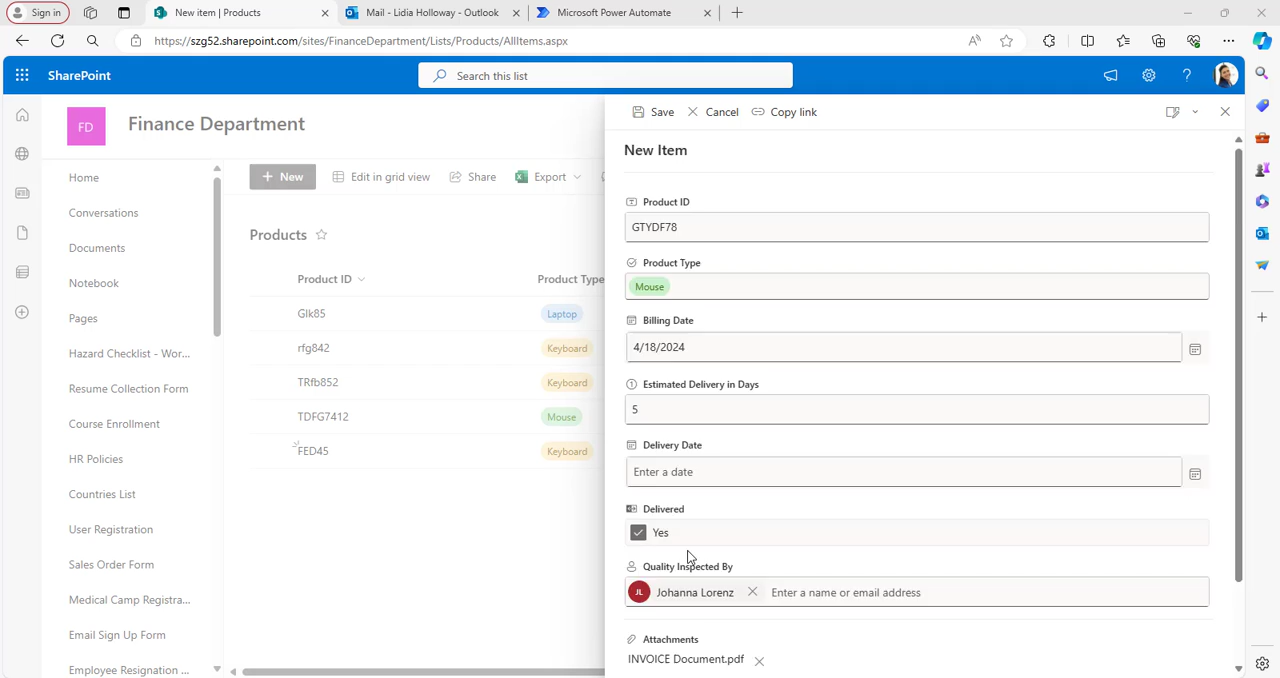 Sign in
New item | Products
Mail - Lidia Holloway - Outlook
Microsoft Power Automate
https://szg52.sharepoint.com/sites/FinanceDepartment/Lists/Products/AllItems.aspx
SharePoint
Search this list
FD
Finance Department
Home
Conversations
Documents
Notebook
Pages
Hazard Checklist - Wor...
Resume Collection Form
Course Enrollment
HR Policies
Countries List
User Registration
Sales Order Form
Medical Camp Registra...
Email Sign Up Form
Employee Resignation ...
New
Edit in grid view
Share
Export
Products
Product ID
Product Type
Glk85
Laptop
rfg842
Keyboard
TRfb852
Keyboard
TDFG7412
Mouse
FED45
Keyboard
Save
Cancel
Copy link
New Item
Product ID
GTYDF78
Product Type
Mouse
Billing Date
4/18/2024
Estimated Delivery in Days
5
Delivery Date
Enter a date
Delivered
Yes
Quality Inspected By
JL
Johanna Lorenz
Enter a name or email address
Attachments
INVOICE Document.pdf